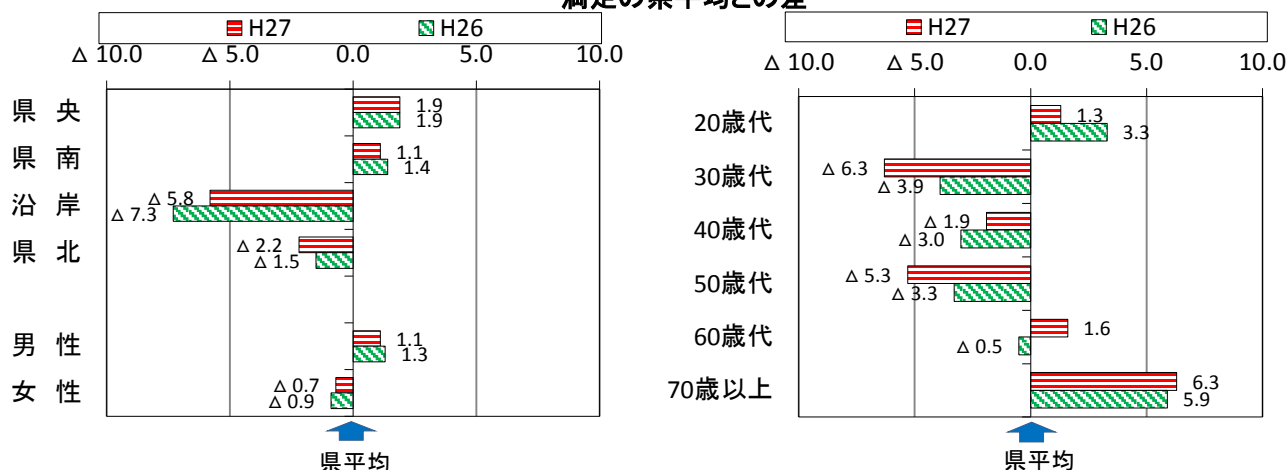 満足の県平均との差
H27 H26
△ 10.0 △ 5.0 0.0 5.0 10.0
県 央 1.9
1.9
県 南 1.1
1.4
沿 岸 △ 5.8
△ 7.3
県 北 △ 2.2
△ 1.5
男 性 1.1
1.3
女 性 △ 0.7
△ 0.9
県平均
H27 H26
△ 10.0 △ 5.0 0.0 5.0 10.0
20歳代 1.3
3.3
30歳代 △ 6.3
△ 3.9
40歳代 △ 1.9
△ 3.0
50歳代 △ 5.3
△ 3.3
60歳代 1.6
△ 0.5
70歳以上 6.3
5.9
県平均